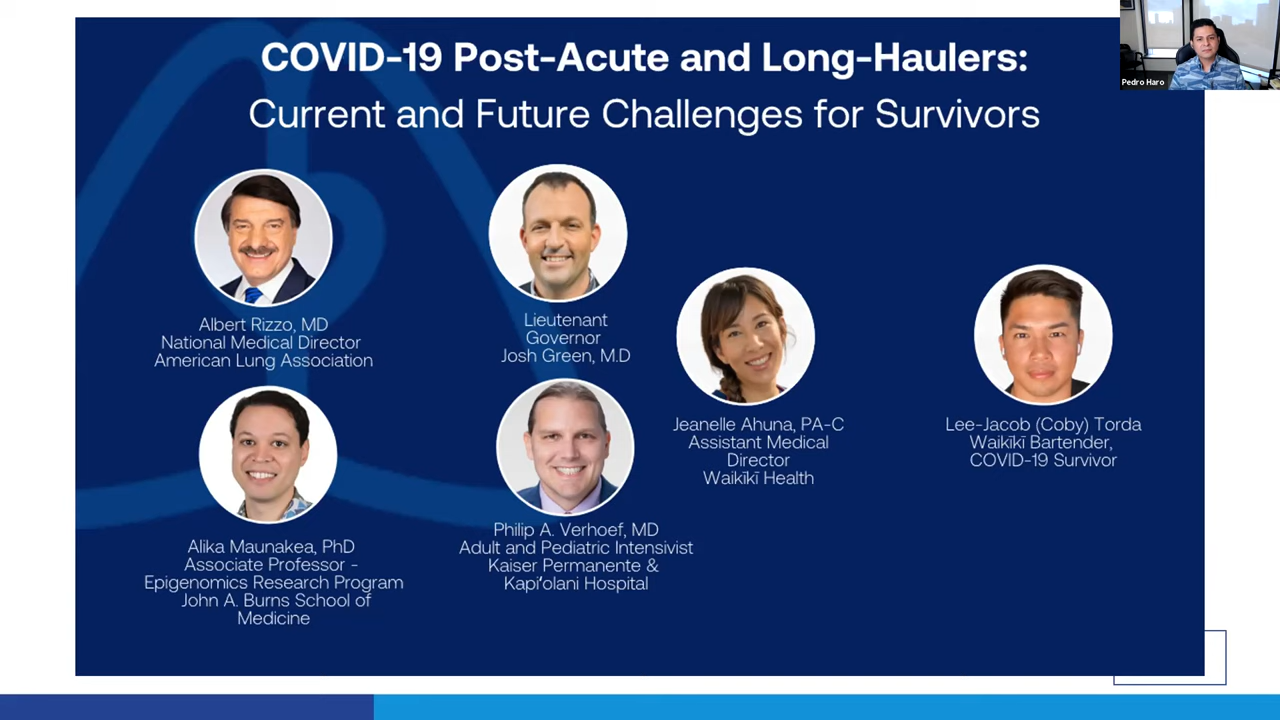 COVID-19 Post-Acute and Long-Haulers:
Current and Future Challenges for Survivors
Pedro Haro
Albert Rizzo, MD
National Medical Director
American Lung Association
Lieutenant
Governor
Josh Green, M.D
Jeanelle Ahuna, PA-C
Assistant Medical
Director
Waikīkī Health
Lee-Jacob (Coby) Torda
Waikīkī Bartender,
COVID-19 Survivor
Alika Maunakea, PhD
Associate Professor -
Epigenomics Research Program
John A. Burns School of
Medicine
Philip A. Verhoef, MD
Adult and Pediatric Intensivist
Kaiser Permanente &
Kapiʻolani Hospital